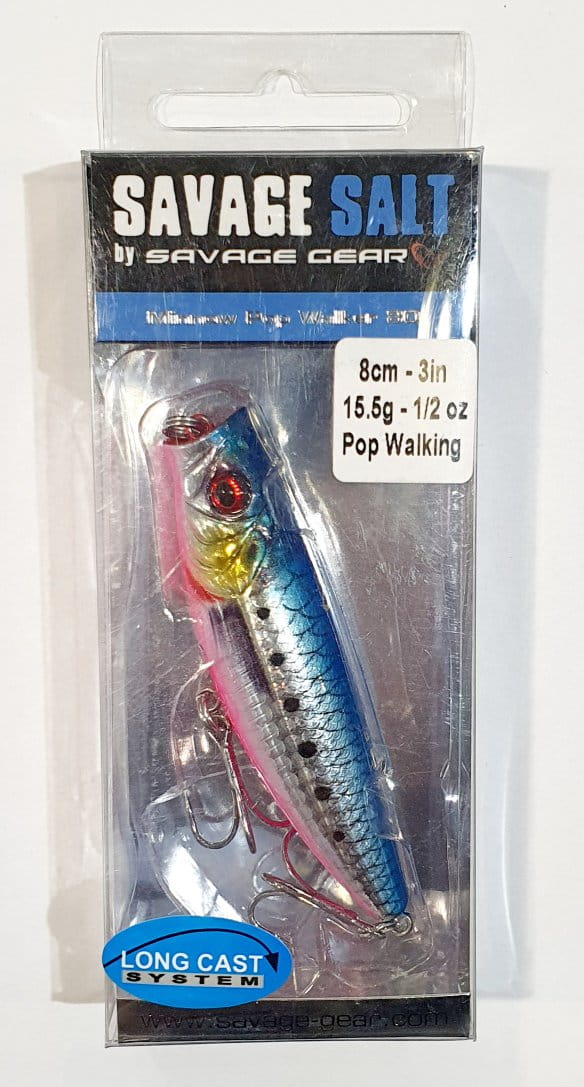 SAVAGE SALT
by SAVAGE GEAR
Minnow Pop Walker 80
8cm - 3in
15.5g - 1/2 oz
Pop Walking
LONG CAST
SYSTEM
www.savage-gear.com